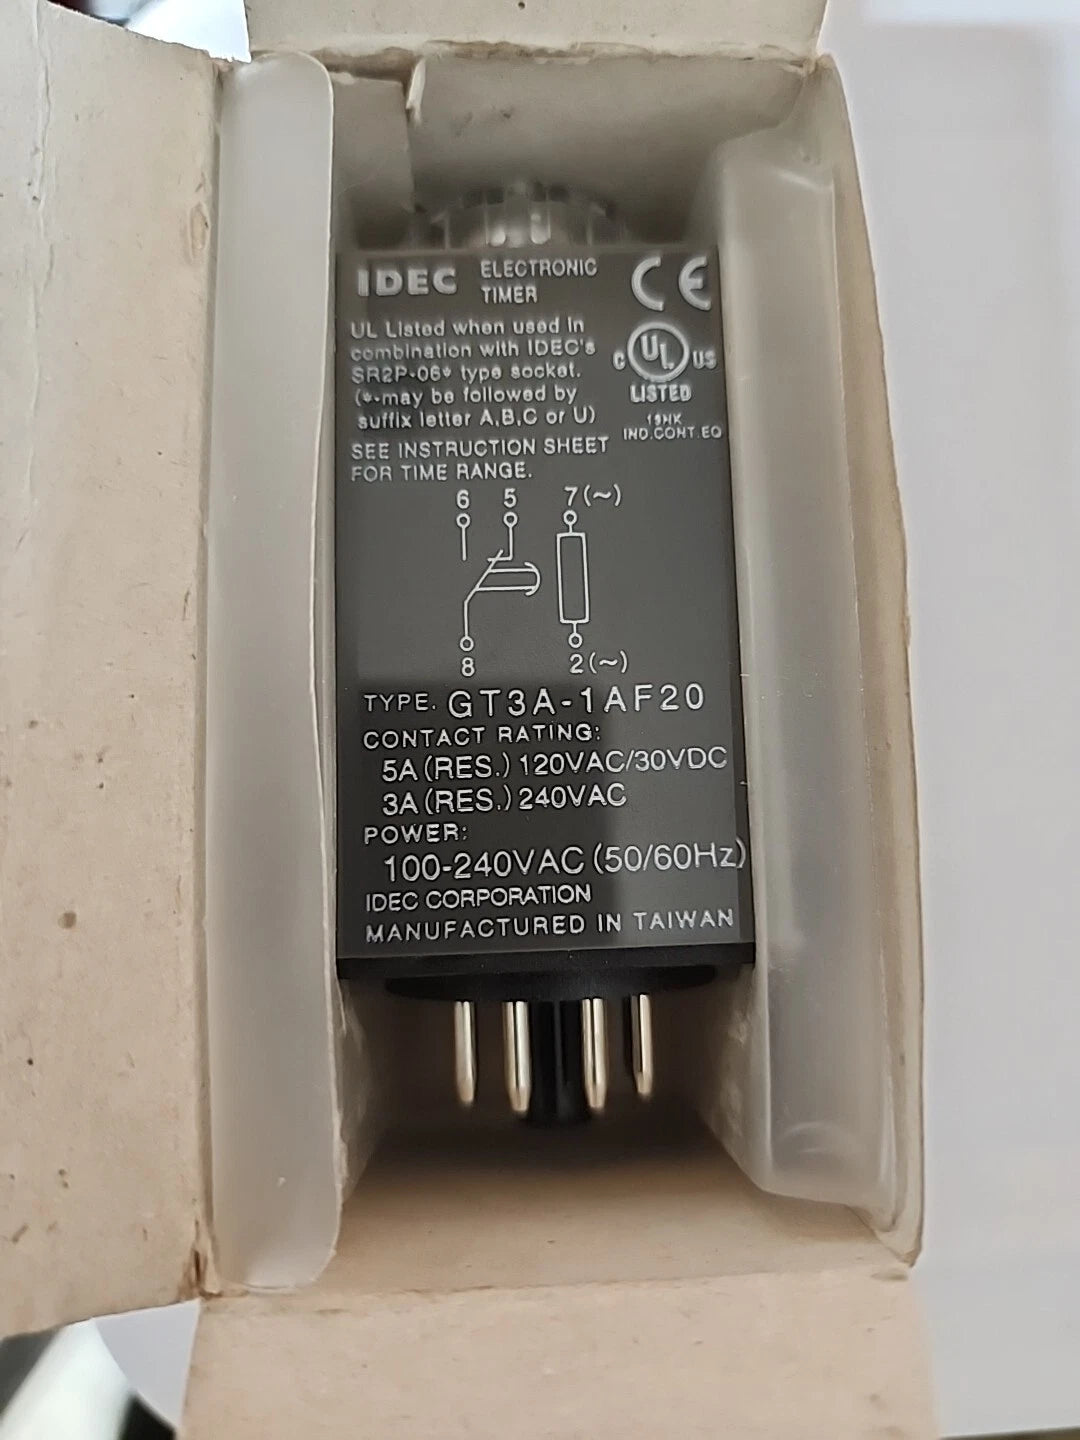 IDEC ELECTRONIC
TIMER
CE
UL Listed when used in
combination with IDEC's
SR2P-06* type socket.
(*-may be followed by
suffix letter A,B,C or U)
C UL US
LISTED
IND.CONT.EQ
SEE INSTRUCTION SHEET
FOR TIME RANGE.
6 5 7(~)
8 2(~)
TYPE. GT3A-1AF20
CONTACT RATING:
5A(RES.)120VAC/30VDC
3A(RES.)240VAC
POWER:
100-240VAC(50/60Hz)
IDEC CORPORATION
MANUFACTURED IN TAIWAN